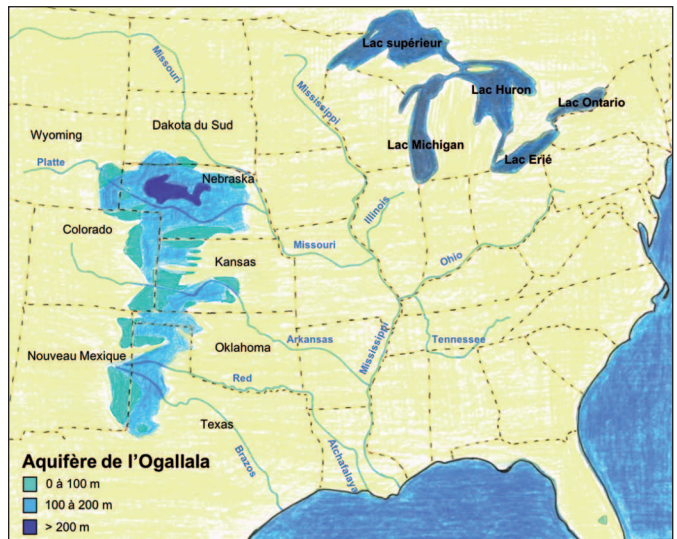 Lac supérieur
Missouri
Mississippi
Lac Huron
Lac Ontario
Dakota du Sud
Wyoming
Lac Michigan
Platte
Lac Erié
Nebraska
Illinois
Colorado
Missouri
Kansas
Ohio
Arkansas
Mississippi
Tennessee
Oklahoma
Nouveau Mexique
Red
Texas
Brazos
Atchafalaya
Aquifère de l'Ogallala
0 à 100 m
100 à 200 m
> 200 m